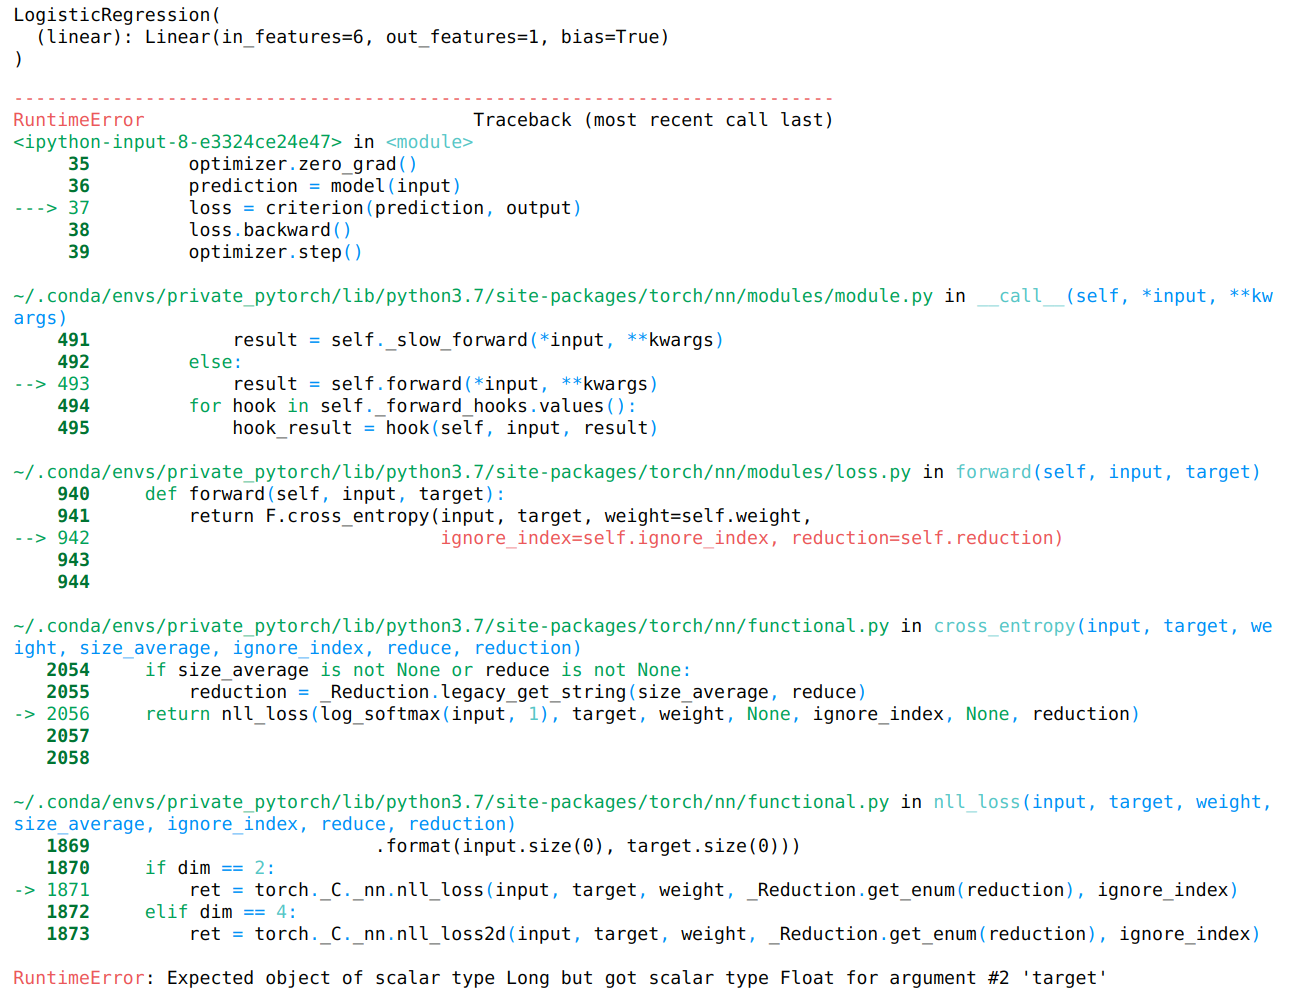 LogisticRegression(
  (linear): Linear(in_features=6, out_features=1, bias=True)
)
---------------------------------------------------------------------------
RuntimeError                              Traceback (most recent call last)
<ipython-input-8-e3324ce24e47> in <module>
     35         optimizer.zero_grad()
     36         prediction = model(input)
---> 37         loss = criterion(prediction, output)
     38         loss.backward()
     39         optimizer.step()

~/.conda/envs/private_pytorch/lib/python3.7/site-packages/torch/nn/modules/module.py in __call__(self, *input, **kw
args)
    491             result = self._slow_forward(*input, **kwargs)
    492         else:
--> 493             result = self.forward(*input, **kwargs)
    494         for hook in self._forward_hooks.values():
    495             hook_result = hook(self, input, result)

~/.conda/envs/private_pytorch/lib/python3.7/site-packages/torch/nn/modules/loss.py in forward(self, input, target)
    940     def forward(self, input, target):
    941         return F.cross_entropy(input, target, weight=self.weight,
--> 942                                ignore_index=self.ignore_index, reduction=self.reduction)
    943
    944

~/.conda/envs/private_pytorch/lib/python3.7/site-packages/torch/nn/functional.py in cross_entropy(input, target, we
ight, size_average, ignore_index, reduce, reduction)
   2054     if size_average is not None or reduce is not None:
   2055         reduction = _Reduction.legacy_get_string(size_average, reduce)
-> 2056     return nll_loss(log_softmax(input, 1), target, weight, None, ignore_index, None, reduction)
   2057
   2058

~/.conda/envs/private_pytorch/lib/python3.7/site-packages/torch/nn/functional.py in nll_loss(input, target, weight,
size_average, ignore_index, reduce, reduction)
   1869                          .format(input.size(0), target.size(0)))
   1870     if dim == 2:
-> 1871         ret = torch._C._nn.nll_loss(input, target, weight, _Reduction.get_enum(reduction), ignore_index)
   1872     elif dim == 4:
   1873         ret = torch._C._nn.nll_loss2d(input, target, weight, _Reduction.get_enum(reduction), ignore_index)

RuntimeError: Expected object of scalar type Long but got scalar type Float for argument #2 'target'